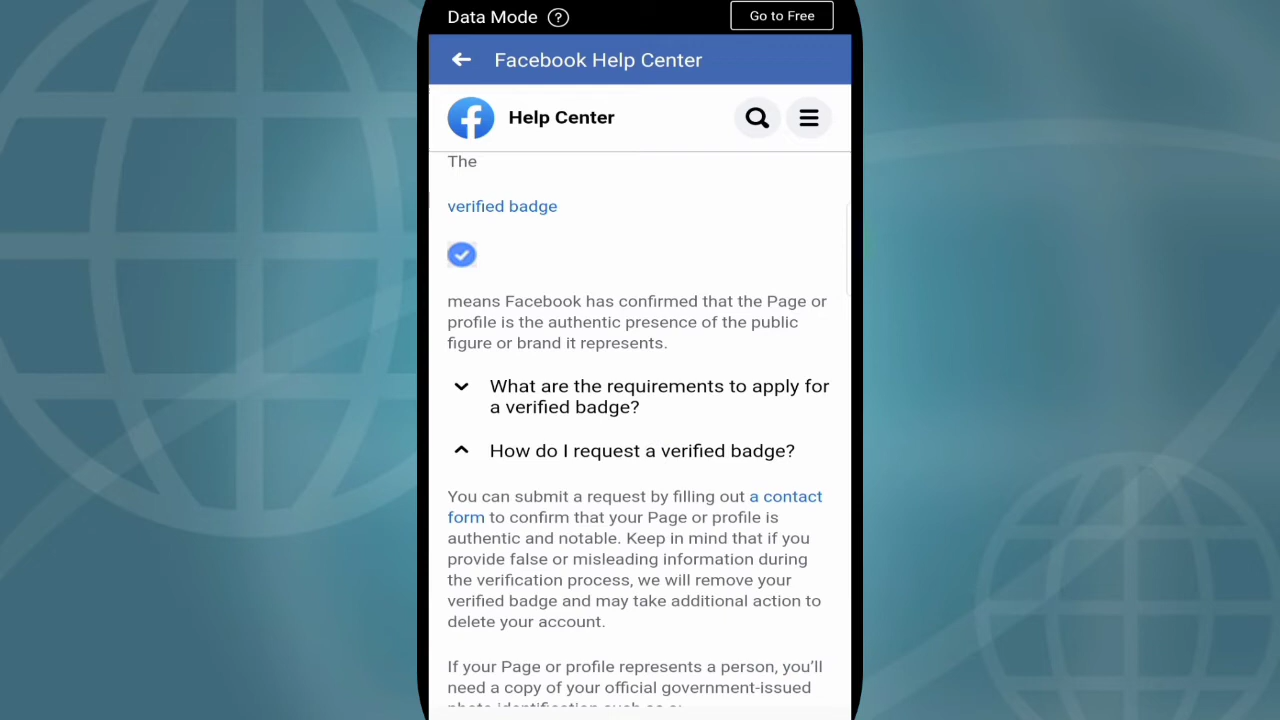 Data Mode ?
Go to Free
Facebook Help Center
Help Center
The
verified badge
means Facebook has confirmed that the Page or
profile is the authentic presence of the public
figure or brand it represents.
What are the requirements to apply for
a verified badge?
How do I request a verified badge?
You can submit a request by filling out a contact
form to confirm that your Page or profile is
authentic and notable. Keep in mind that if you
provide false or misleading information during
the verification process, we will remove your
verified badge and may take additional action to
delete your account.
If your Page or profile represents a person, you’ll
need a copy of your official government-issued
photo identification such as a: